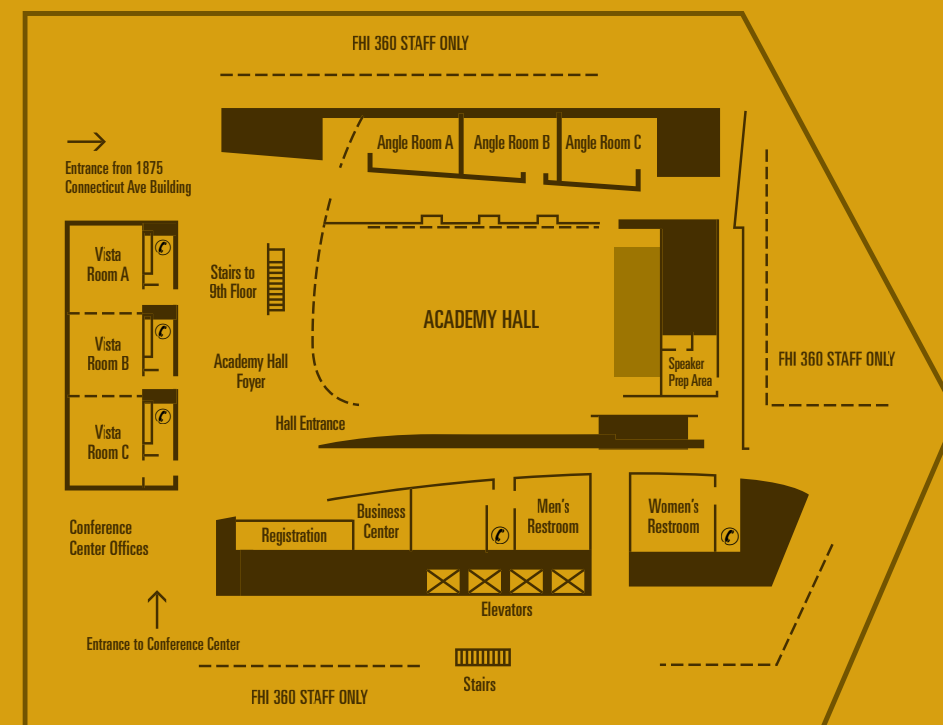 FHI 360 STAFF ONLY
Angle Room A
Angle Room B
Angle Room C
Entrance fron 1875
Connecticut Ave Building
Vista
Room A
Stairs to
9th Floor
ACADEMY HALL
Vista
Room B
Academy Hall
Foyer
Speaker
Prep Area
FHI 360 STAFF ONLY
Hall Entrance
Vista
Room C
Business
Center
Men's
Restroom
Women's
Restroom
Registration
Conference
Center Offices
Elevators
Entrance to Conference Center
Stairs
FHI 360 STAFF ONLY